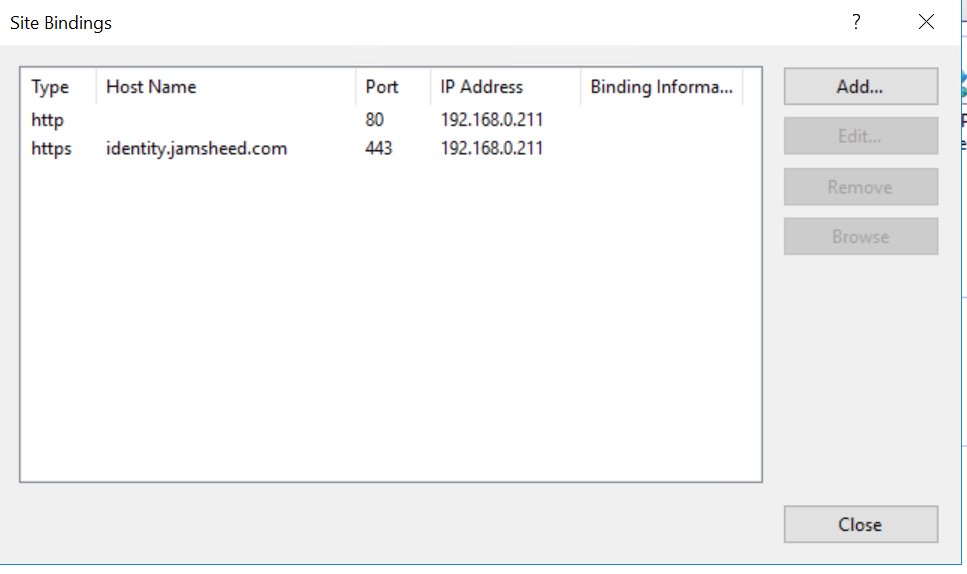 Site Bindings ?
Type Host Name Port IP Address Binding Informa...
http 80 192.168.0.211
https identity.jamsheed.com 443 192.168.0.211
Add...
Edit...
Remove
Browse
Close